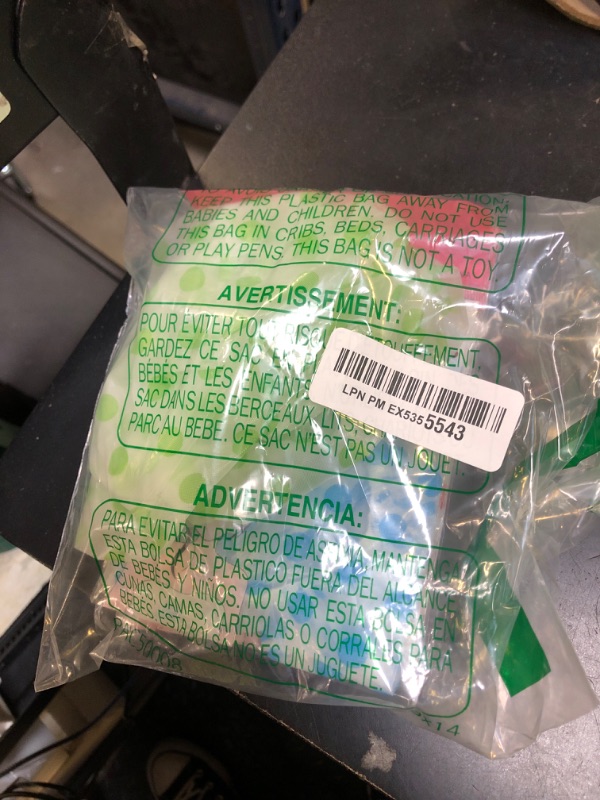 KEEP THIS PLASTIC BAG AWAY FROM
BABIES AND CHILDREN. DO NOT USE
THIS BAG IN CRIBS, BEDS, CARRIAGES
OR PLAY PENS. THIS BAG IS NOT A TOY.
AVERTISSEMENT:
POUR ÉVITER TOUT
GARDEZ CE SAC
BÉBÉS ET LES ENFANTS
SAC DANS LES BERCEAUX,
PARC AU BEBE. CE SAC N'EST PAS UN JOUET.
LPN PM EX5355543
ADVERTENCIA:
PARA EVITAR EL PELIGRO DE ASFIXIA, MANTENGA
ESTA BOLSA DE PLASTICO FUERA DEL ALCANCE
DE BEBÉS Y NINOS. NO USAR ESTA BOLSA EN
CUNAS, CAMAS, CARRIOLAS O CORRALES PARA
BEBÉS. ESTA BOLSA NO ES UN JUGUETE.